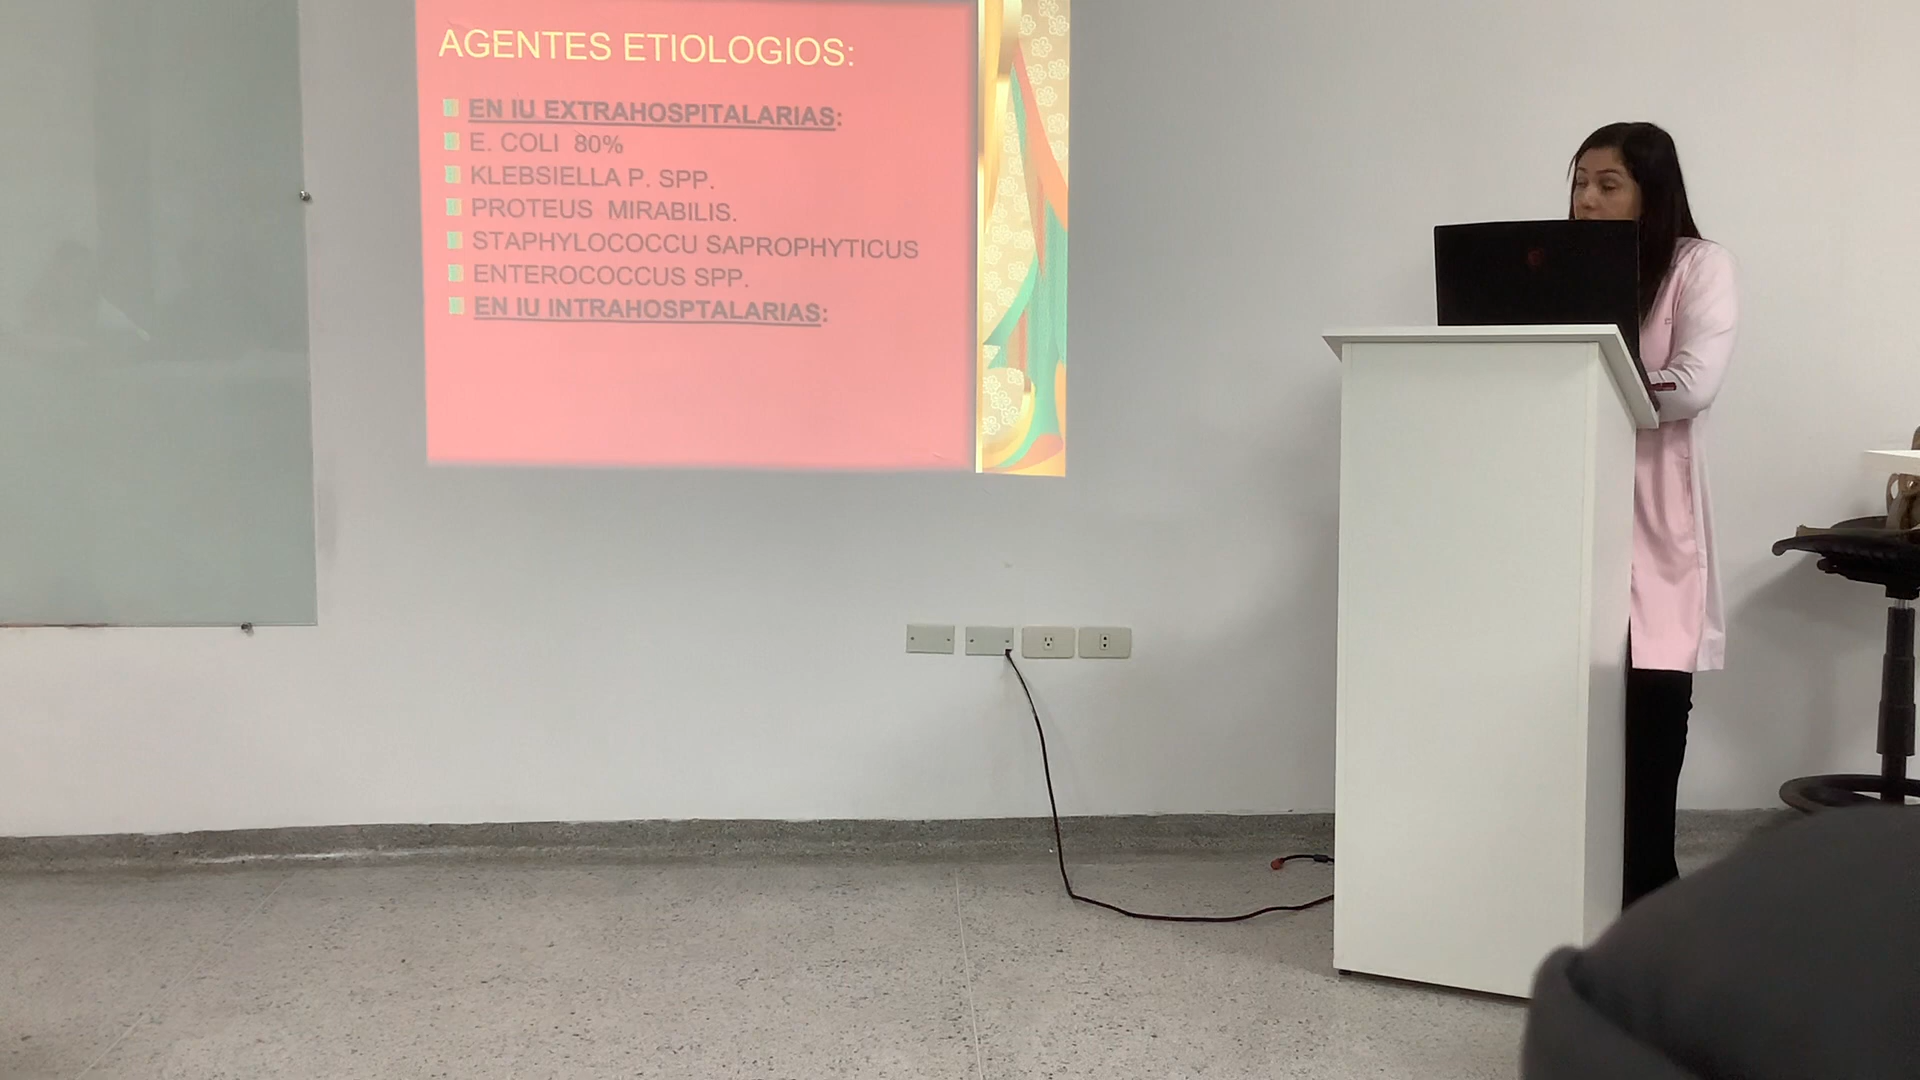 AGENTES ETIOLOGIOS:
EN IU EXTRAHOSPITALARIAS:
E. COLI 80%
KLEBSIELLA P. SPP.
PROTEUS MIRABILIS.
STAPHYLOCOCCU SAPROPHYTICUS
ENTEROCOCCUS SPP.
EN IU INTRAHOSPTALARIAS: